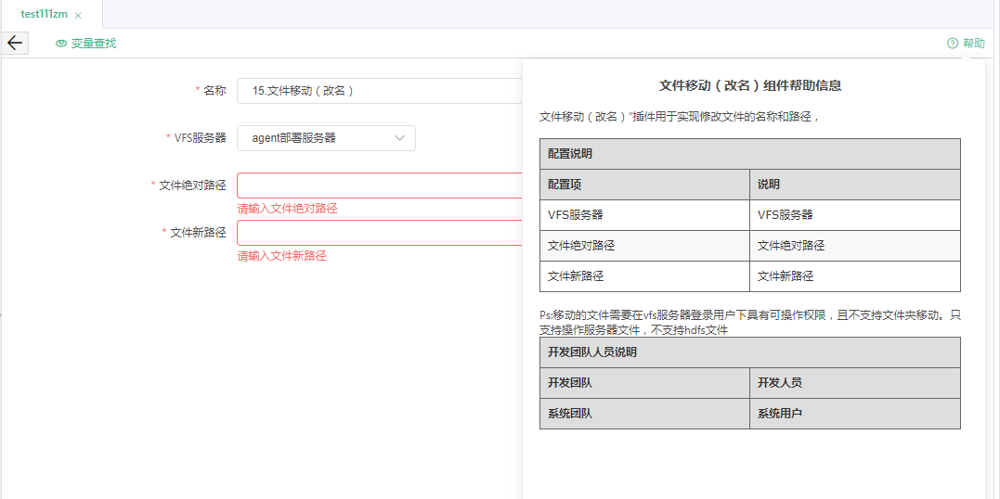 test111zm ×
变量查找
帮助
* 名称
15.文件移动（改名）
* VFS服务器
agent部署服务器
* 文件绝对路径
请输入文件绝对路径
* 文件新路径
请输入文件新路径
文件移动（改名）组件帮助信息
文件移动（改名）“插件用于实现修改文件的名称和路径，
配置说明
配置项 说明
VFS服务器 VFS服务器
文件绝对路径 文件绝对路径
文件新路径 文件新路径
Ps:移动的文件需要在vfs服务器登录用户下具有可操作权限，且不支持文件夹移动。只
支持操作服务器文件，不支持hdfs文件
开发团队人员说明
开发团队 开发人员
系统团队 系统用户